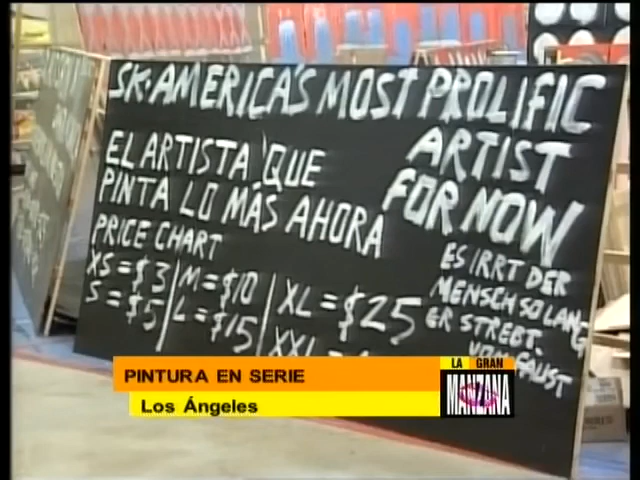 SK·AMERICA'S MOST PROLIFIC
ARTIST
FOR NOW
EL ARTISTA QUE
PINTA LO MÁS AHORA
PRICE CHART
XS = $3
S = $5
M = $10
L = $15
XL = $25
XXL =
ES IRRT DER
MENSCH SO LANG
ER STREBT.
FAUST
PINTURA EN SERIE
Los Ángeles
LA GRAN
MANZANA